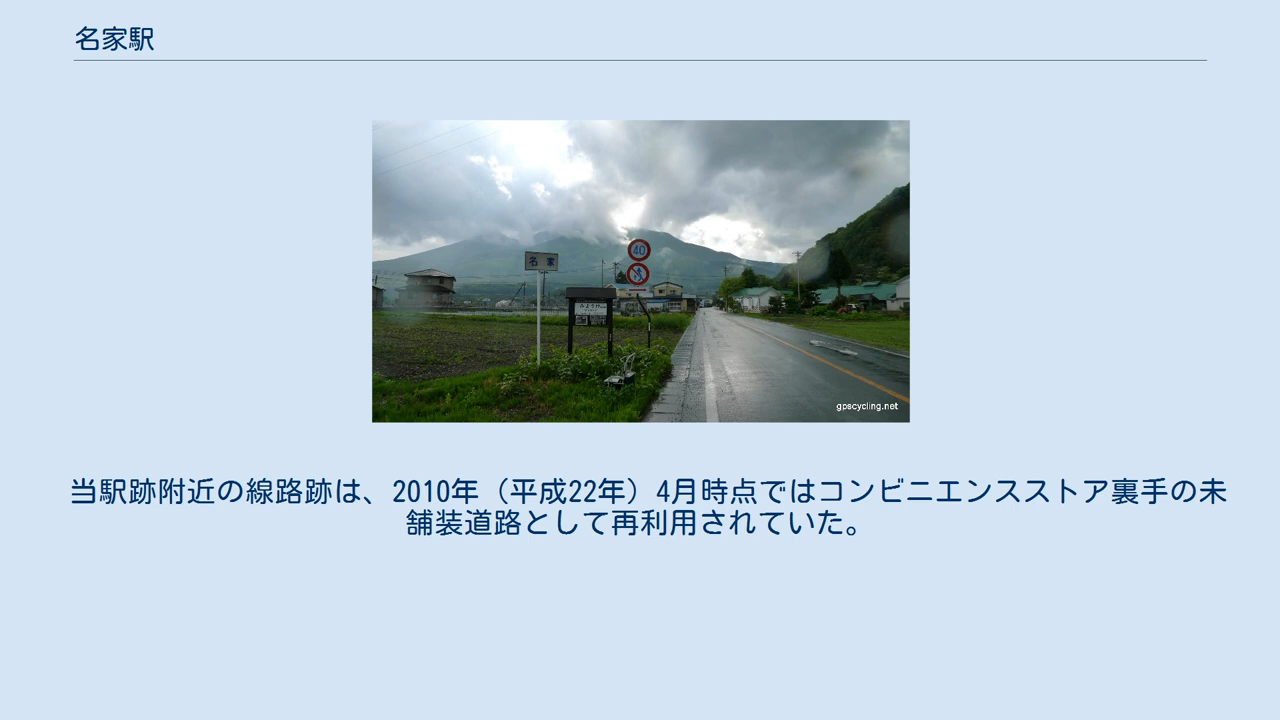 名家駅
名家
40
gpscycling.net
当駅跡附近の線路跡は、2010年（平成22年）4月時点ではコンビニエンスストア裏手の未
舗装道路として再利用されていた。